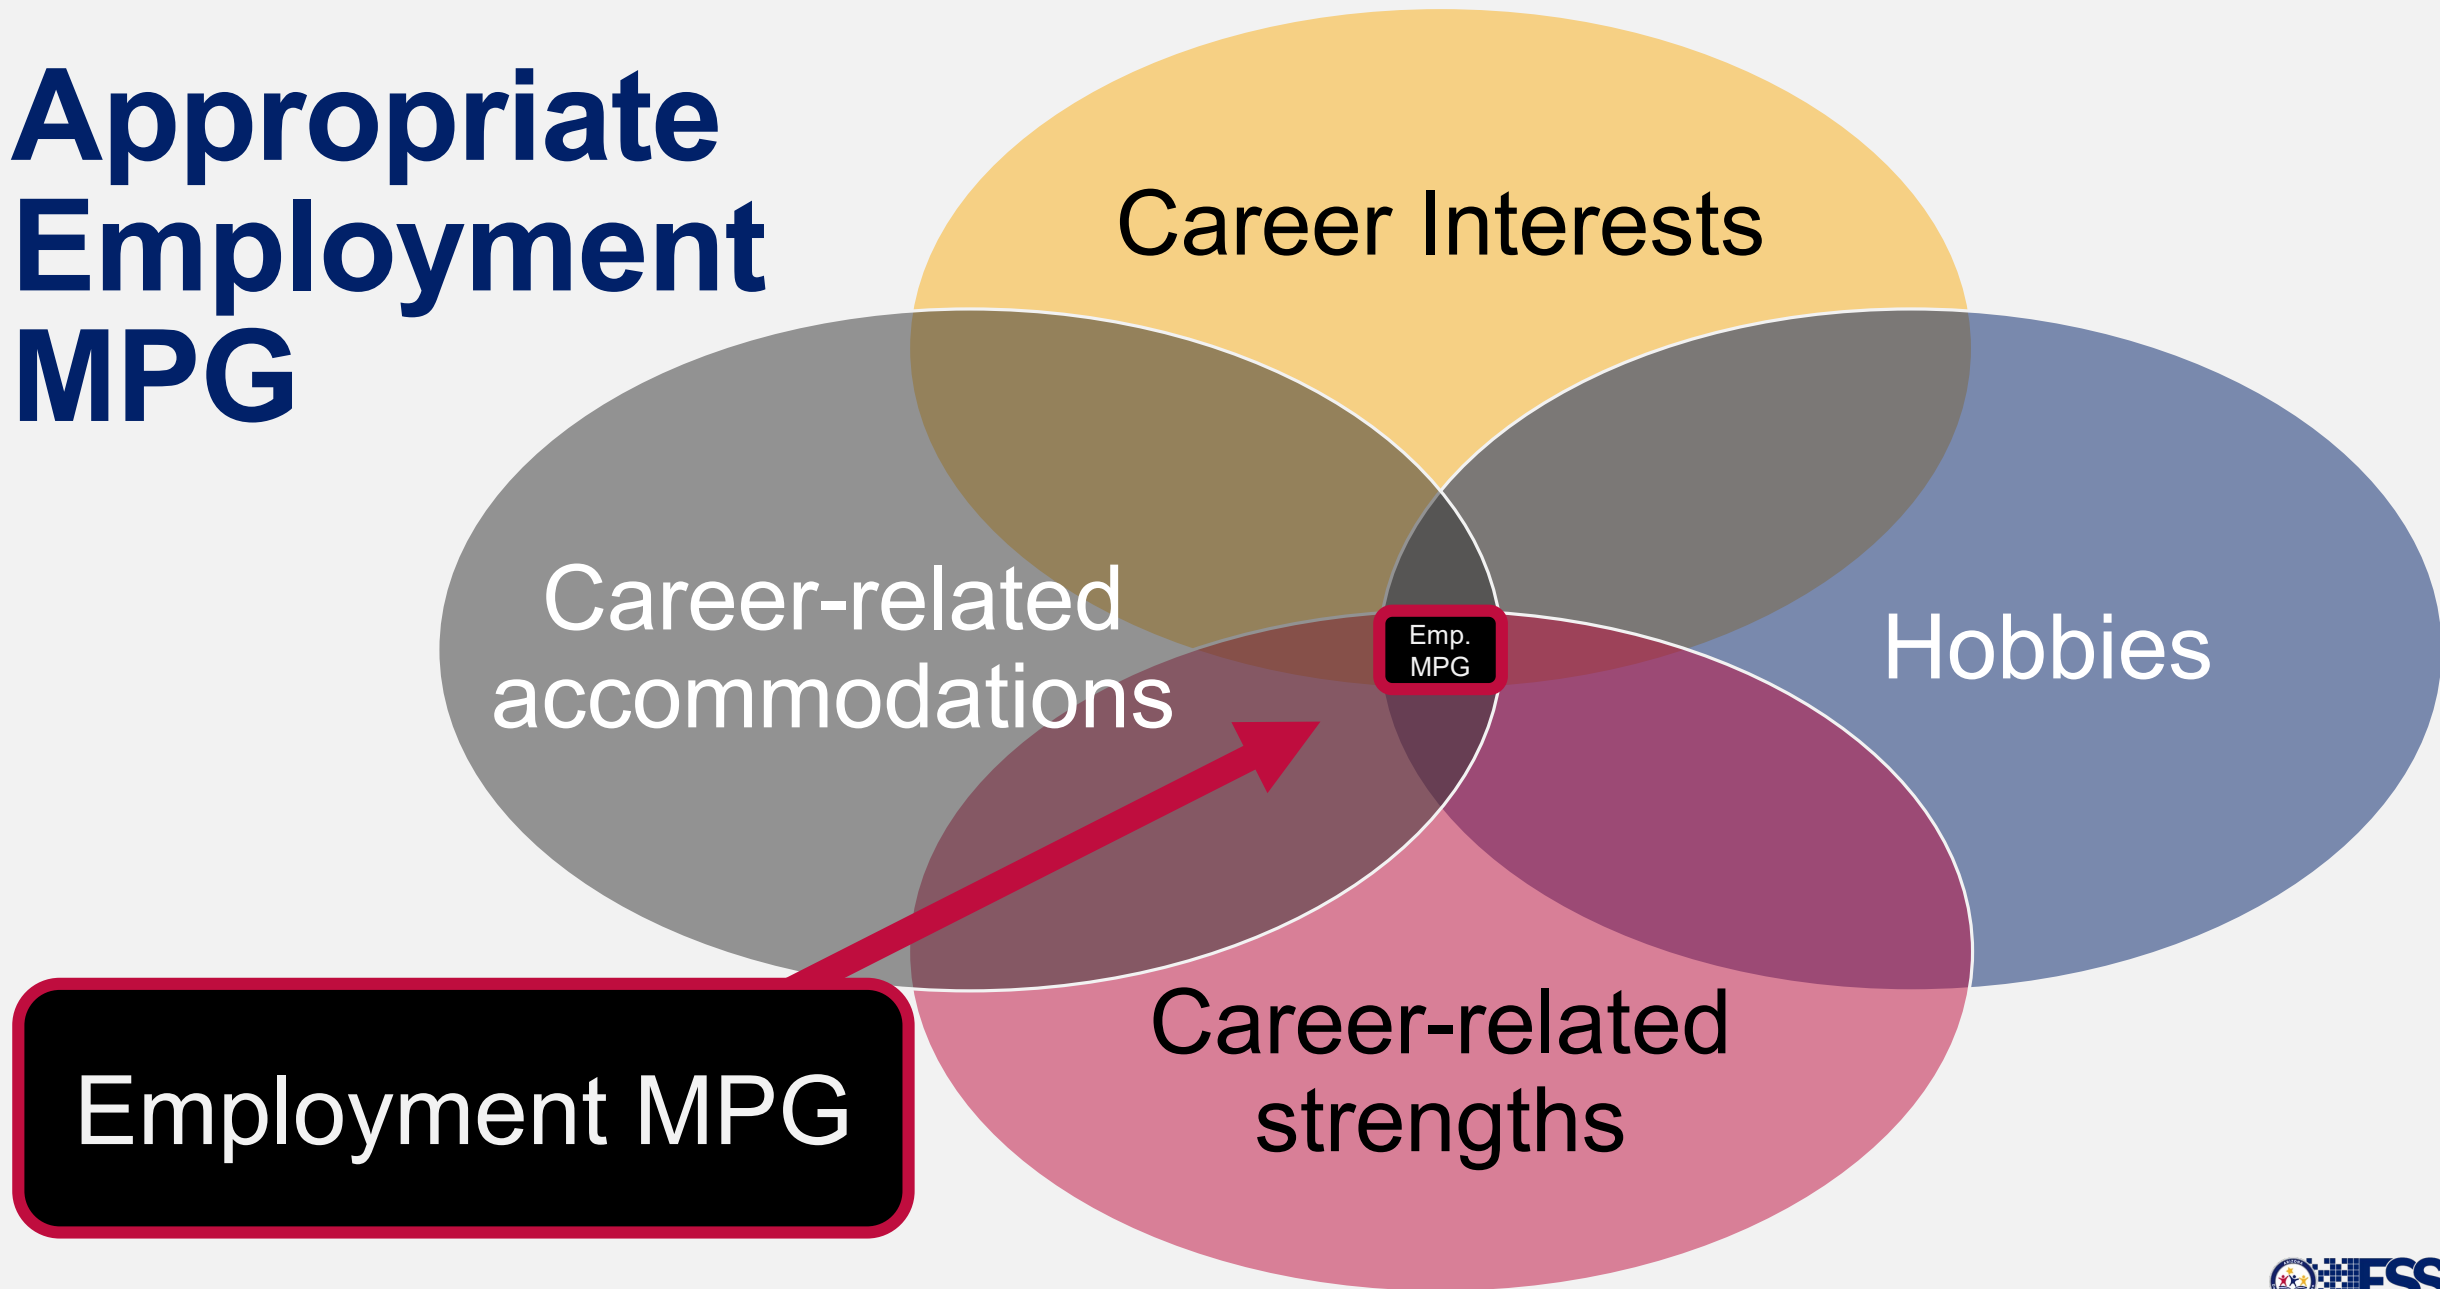 Appropriate
Employment
MPG
Career Interests
Career-related
accommodations
Emp.
MPG
Hobbies
Career-related
strengths
Employment MPG